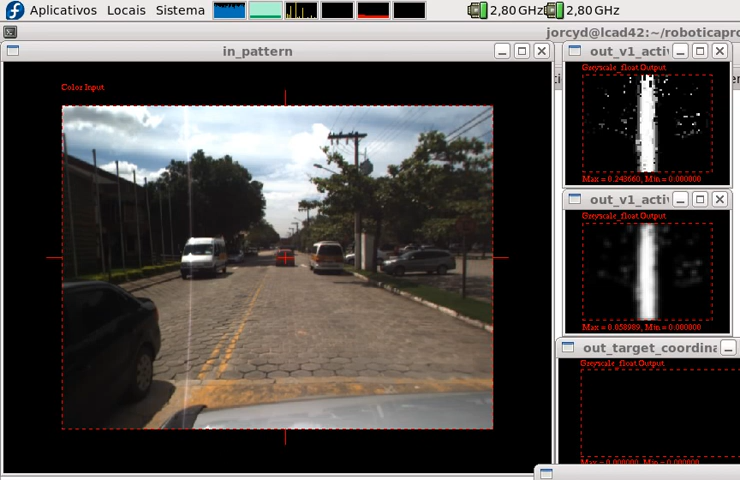 Aplicativos Locais Sistema 2,80 GHz 2,80 GHz
jorcyd@lcad42:~/roboticapro
in_pattern
Color Input
out_v1_activ
Greyscale_float Output
Max = 0.243660, Min = 0.000000
out_v1_activ
Greyscale_float Output
Max = 0.058989, Min = 0.000000
out_target_coordina
Greyscale_float Output
Max = 0.000000, Min = 0.000000